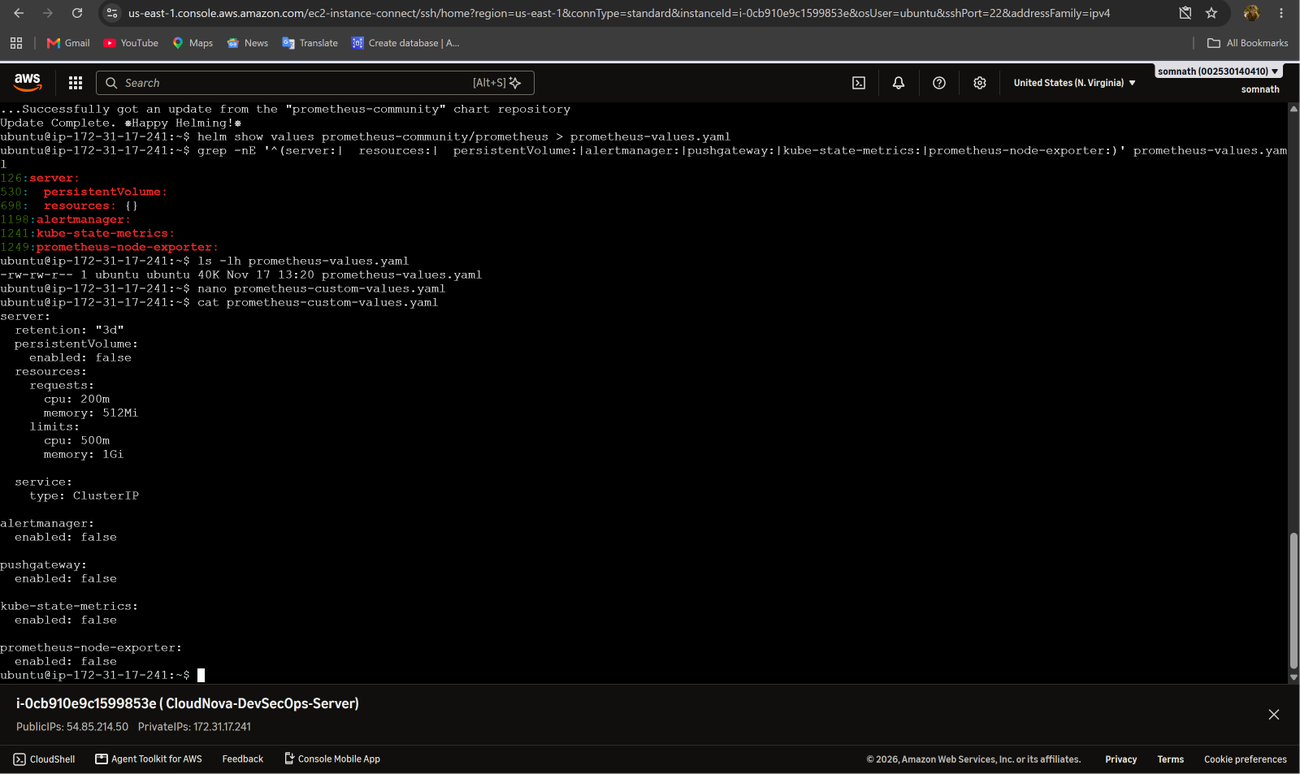 us-east-1.console.aws.amazon.com/ec2-instance-connect/ssh/home?region=us-east-1&connType=standard&instanceId=i-0cb910e9c1599853e&osUser=ubuntu&sshPort=22&addressFamily=ipv4
Gmail YouTube Maps News Translate Create database | A... All Bookmarks
aws Search [Alt+S] United States (N. Virginia) ▼ somnath (002530140410) ▼
somnath
...Successfully got an update from the "prometheus-community" chart repository
Update Complete. ⎈Happy Helming!⎈
ubuntu@ip-172-31-17-241:~$ helm show values prometheus-community/prometheus > prometheus-values.yaml
ubuntu@ip-172-31-17-241:~$ grep -nE '^(server:|  resources:|  persistentVolume:|alertmanager:|pushgateway:|kube-state-metrics:|prometheus-node-exporter:)' prometheus-values.yam
l
126:server:
530:  persistentVolume:
698:  resources: {}
1198:alertmanager:
1241:kube-state-metrics:
1249:prometheus-node-exporter:
ubuntu@ip-172-31-17-241:~$ ls -lh prometheus-values.yaml
-rw-rw-r-- 1 ubuntu ubuntu 40K Nov 17 13:20 prometheus-values.yaml
ubuntu@ip-172-31-17-241:~$ nano prometheus-custom-values.yaml
ubuntu@ip-172-31-17-241:~$ cat prometheus-custom-values.yaml
server:
  retention: "3d"
  persistentVolume:
    enabled: false
  resources:
    requests:
      cpu: 200m
      memory: 512Mi
    limits:
      cpu: 500m
      memory: 1Gi
  service:
    type: ClusterIP
alertmanager:
  enabled: false
pushgateway:
  enabled: false
kube-state-metrics:
  enabled: false
prometheus-node-exporter:
  enabled: false
ubuntu@ip-172-31-17-241:~$
i-0cb910e9c1599853e (CloudNova-DevSecOps-Server)
PublicIPs: 54.85.214.50 PrivateIPs: 172.31.17.241
CloudShell Agent Toolkit for AWS Feedback Console Mobile App © 2026, Amazon Web Services, Inc. or its affiliates. Privacy Terms Cookie preferences